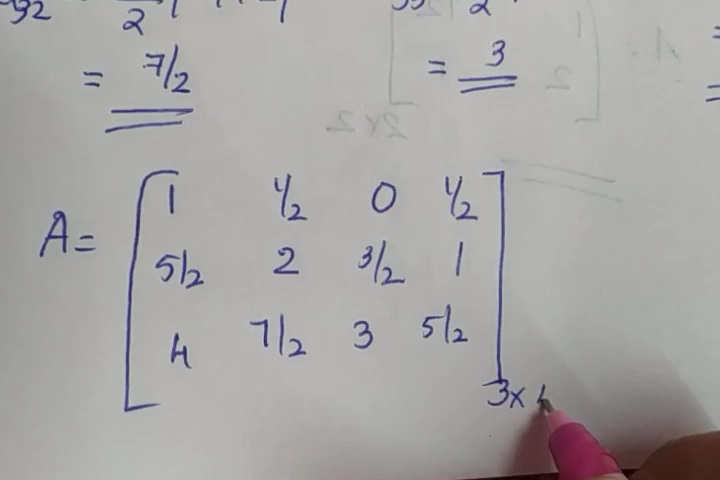 = 7/2
= 3
A = [ 1 1/2 0 1/2
5/2 2 3/2 1
4 7/2 3 5/2 ]
3×